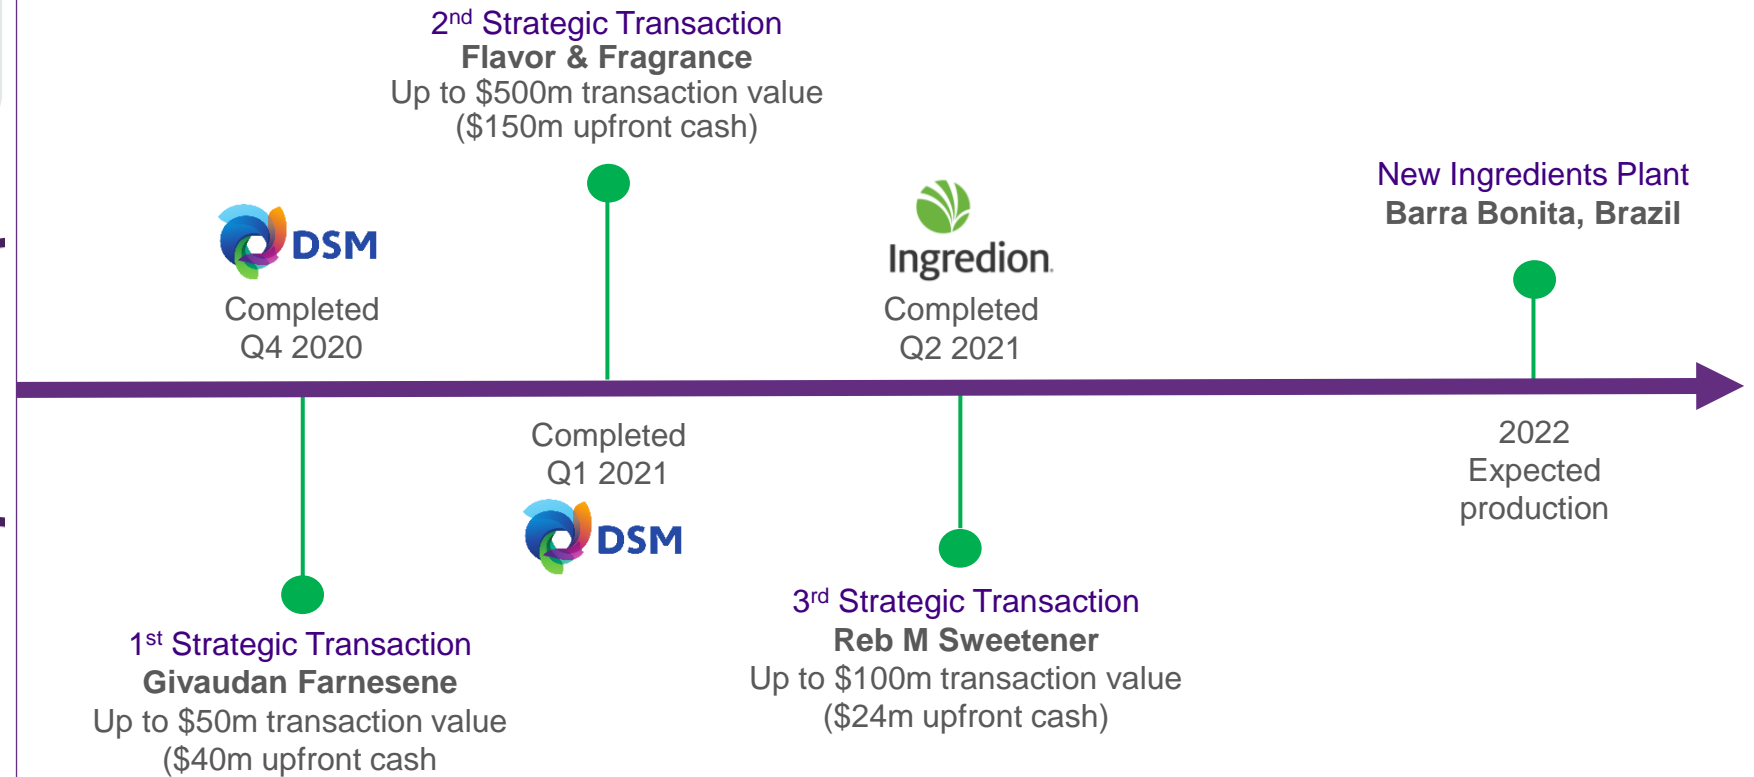 2nd Strategic Transaction
Flavor & Fragrance
Up to $500m transaction value
($150m upfront cash)
DSM
Completed
Q4 2020
Ingredion
Completed
Q2 2021
New Ingredients Plant
Barra Bonita, Brazil
Completed
Q1 2021
DSM
2022
Expected
production
1st Strategic Transaction
Givaudan Farnesene
Up to $50m transaction value
($40m upfront cash
3rd Strategic Transaction
Reb M Sweetener
Up to $100m transaction value
($24m upfront cash)